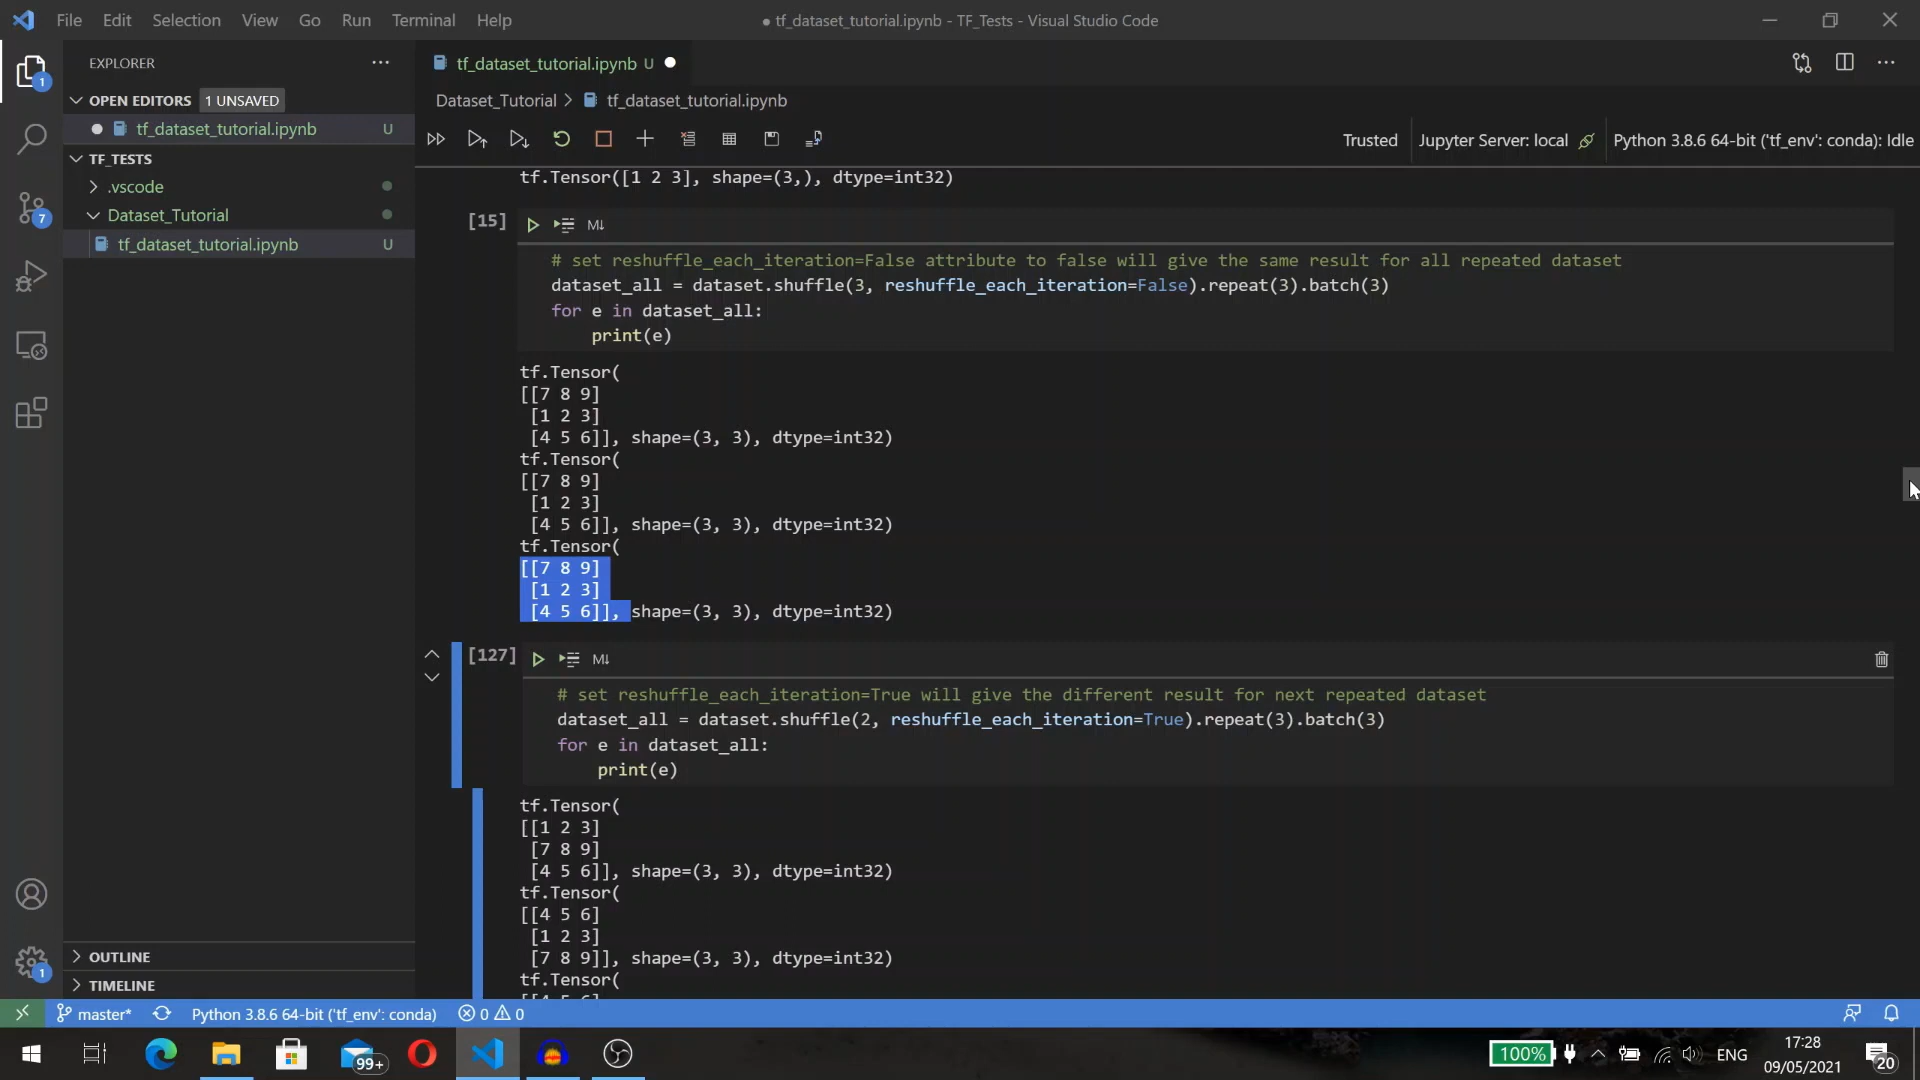 File Edit Selection View Go Run Terminal Help
● tf_dataset_tutorial.ipynb - TF_Tests - Visual Studio Code
EXPLORER
OPEN EDITORS 1 UNSAVED
tf_dataset_tutorial.ipynb U
TF_TESTS
.vscode
Dataset_Tutorial
tf_dataset_tutorial.ipynb U
OUTLINE
TIMELINE
1
7
1
tf_dataset_tutorial.ipynb U
Dataset_Tutorial > tf_dataset_tutorial.ipynb
Trusted Jupyter Server: local Python 3.8.6 64-bit ('tf_env': conda): Idle
tf.Tensor([1 2 3], shape=(3,), dtype=int32)
[15] M↓
# set reshuffle_each_iteration=False attribute to false will give the same result for all repeated dataset
dataset_all = dataset.shuffle(3, reshuffle_each_iteration=False).repeat(3).batch(3)
for e in dataset_all:
print(e)
tf.Tensor(
[[7 8 9]
[1 2 3]
[4 5 6]], shape=(3, 3), dtype=int32)
tf.Tensor(
[[7 8 9]
[1 2 3]
[4 5 6]], shape=(3, 3), dtype=int32)
tf.Tensor(
[[7 8 9]
[1 2 3]
[4 5 6]], shape=(3, 3), dtype=int32)
[127] M↓
# set reshuffle_each_iteration=True will give the different result for next repeated dataset
dataset_all = dataset.shuffle(2, reshuffle_each_iteration=True).repeat(3).batch(3)
for e in dataset_all:
print(e)
tf.Tensor(
[[1 2 3]
[7 8 9]
[4 5 6]], shape=(3, 3), dtype=int32)
tf.Tensor(
[[4 5 6]
[1 2 3]
[7 8 9]], shape=(3, 3), dtype=int32)
tf.Tensor(
[[4 5 6]
master* Python 3.8.6 64-bit ('tf_env': conda) 0 0
99+
100% ENG 17:28
09/05/2021
20